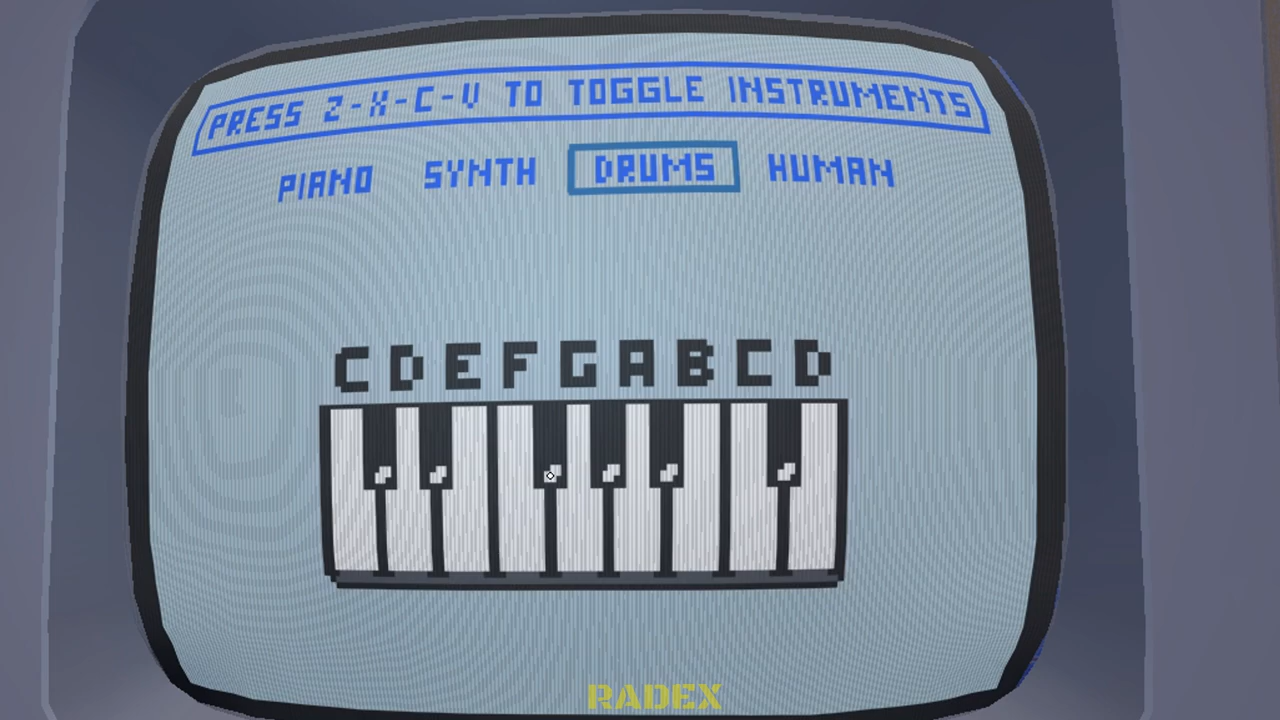 PRESS Z-X-C-V TO TOGGLE INSTRUMENTS
PIANO SYNTH DRUMS HUMAN
CDEFGABCD
RADEX